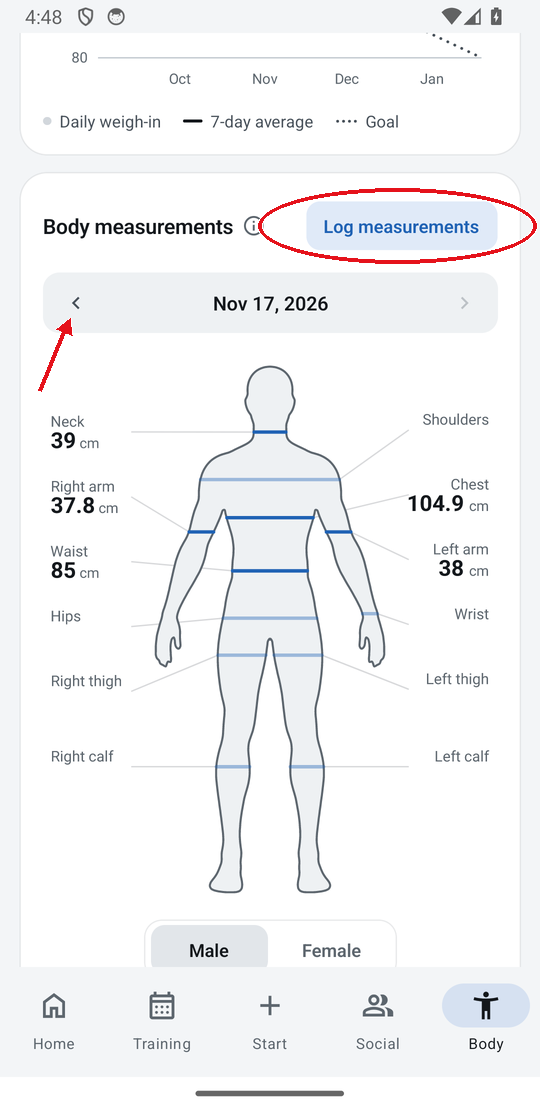 4:48
80
Oct Nov Dec Jan
Daily weigh-in 7-day average Goal
Body measurements Log measurements
Nov 17, 2026
Neck
39 cm
Shoulders
Right arm
37.8 cm
Chest
104.9 cm
Waist
85 cm
Left arm
38 cm
Hips
Wrist
Right thigh
Left thigh
Right calf
Left calf
Male Female
Home Training Start Social Body